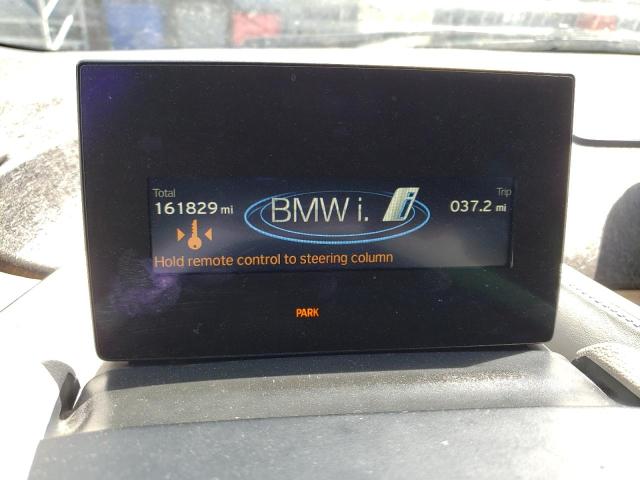 Total
161829 mi
BMW i.
i
Trip
037.2 mi
Hold remote control to steering column
PARK